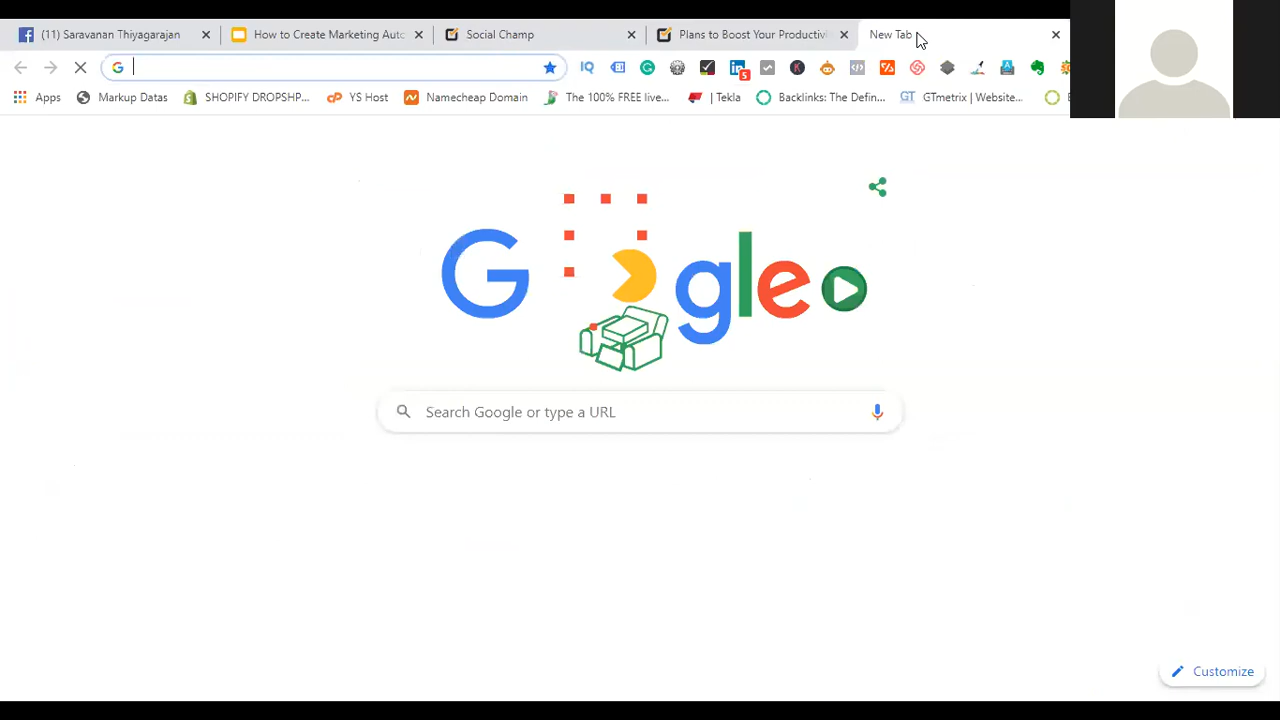 (11) Saravanan Thiyagarajan
How to Create Marketing Auto
Social Champ
Plans to Boost Your Productivi
New Tab
5
Apps
Markup Datas
SHOPIFY DROPSHP...
YS Host
Namecheap Domain
The 100% FREE live...
| Tekla
Backlinks: The Defin...
GTmetrix | Website...
G gle
Search Google or type a URL
Customize